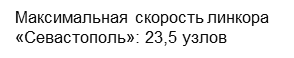 Максимальная скорость линкора
«Севастополь»: 23,5 узлов